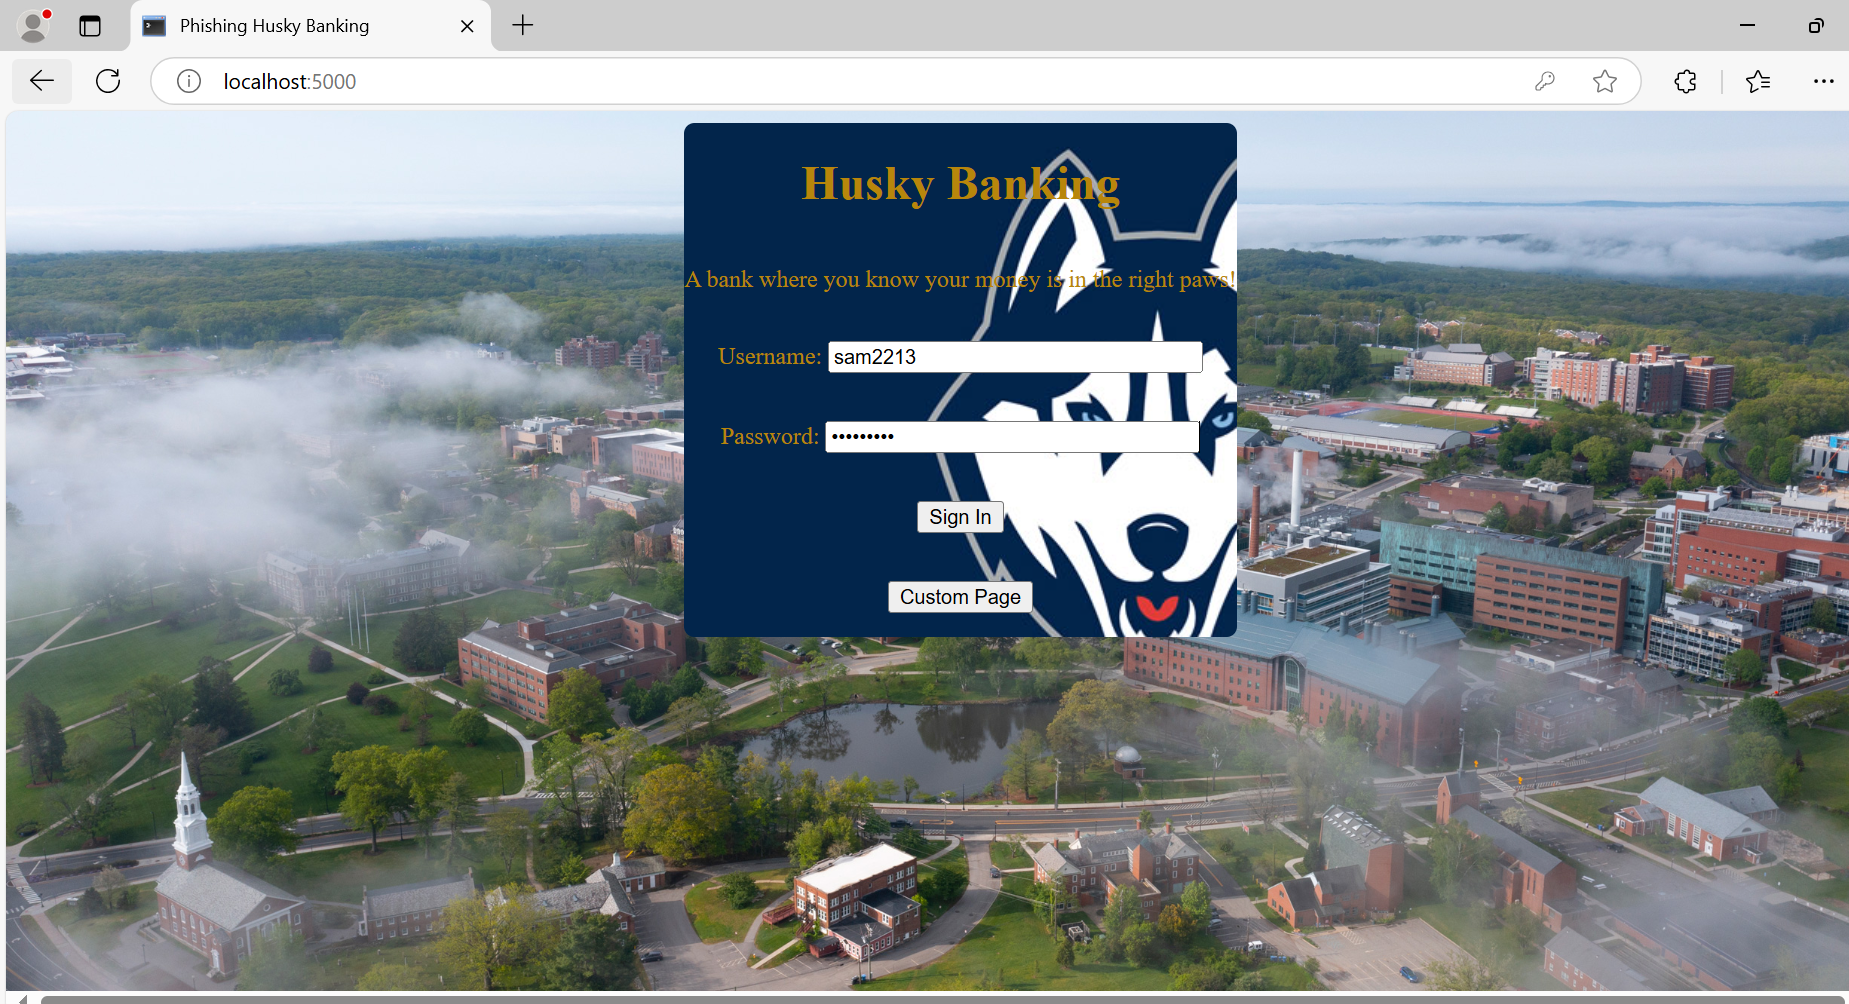 Phishing Husky Banking
localhost:5000
Husky Banking
A bank where you know your money is in the right paws!
Username: sam2213
Password: •••••••••
Sign In
Custom Page